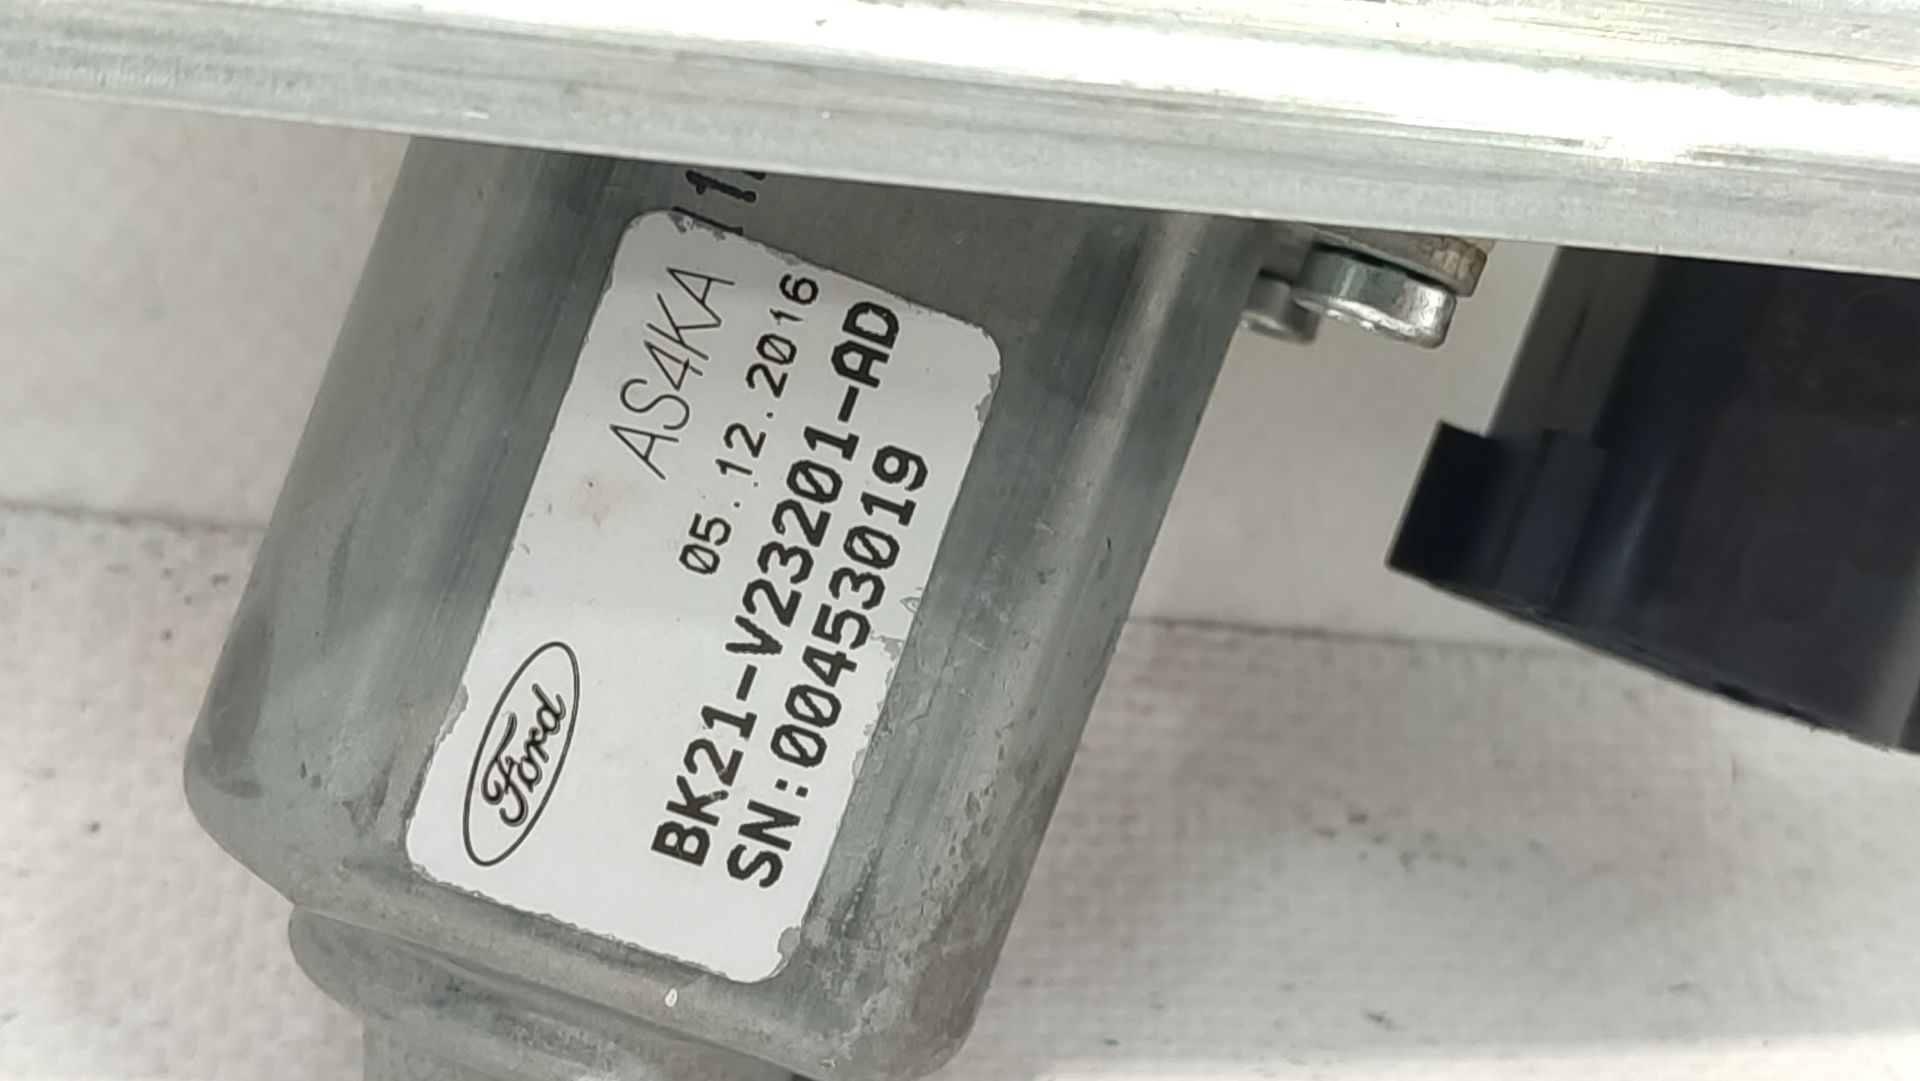 AS4KA
05.12.2016
BK21-V23201-AD
SN:00453019
Ford